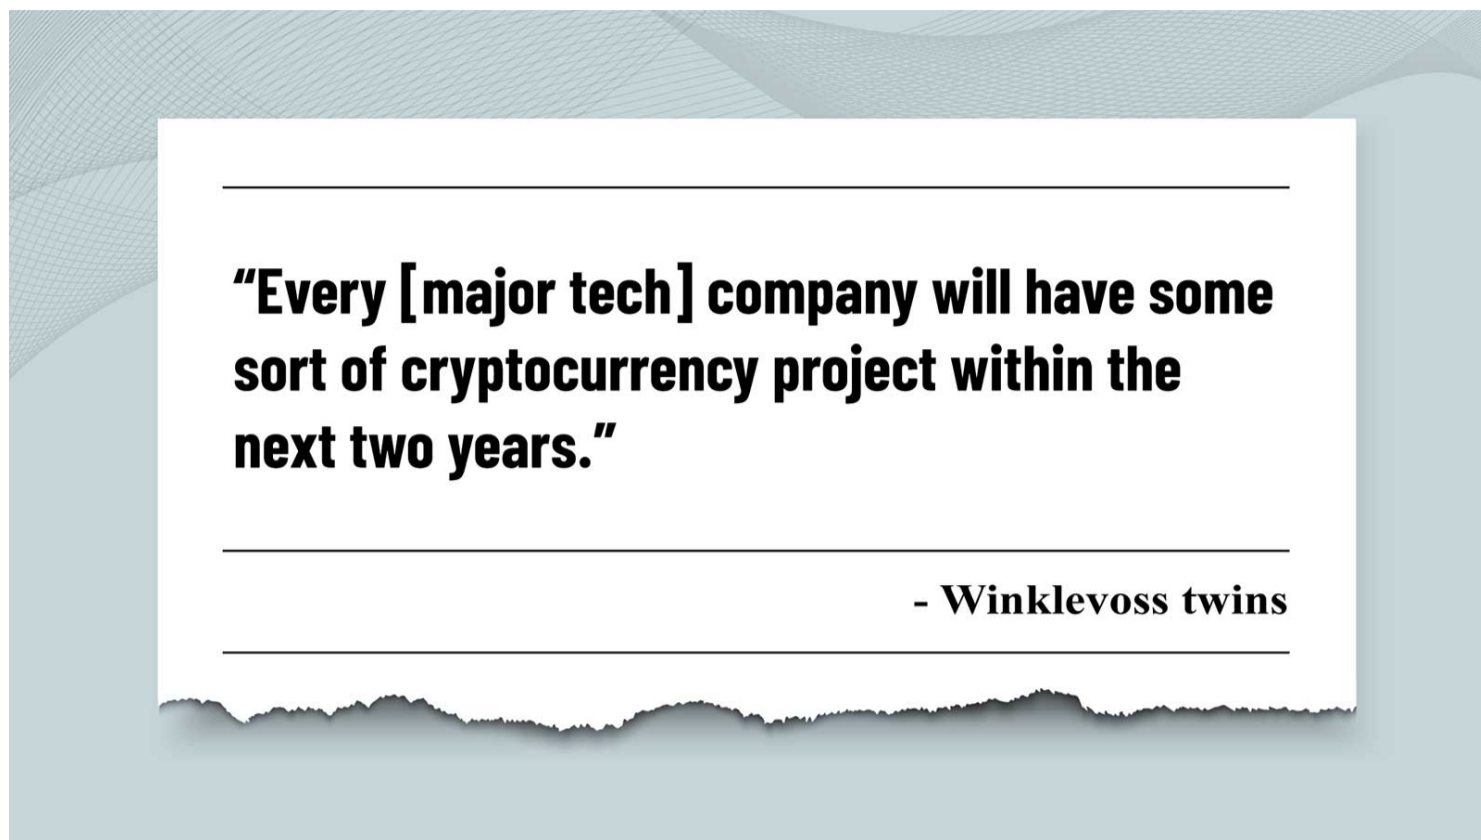 “Every [major tech] company will have some
sort of cryptocurrency project within the
next two years.”
- Winklevoss twins